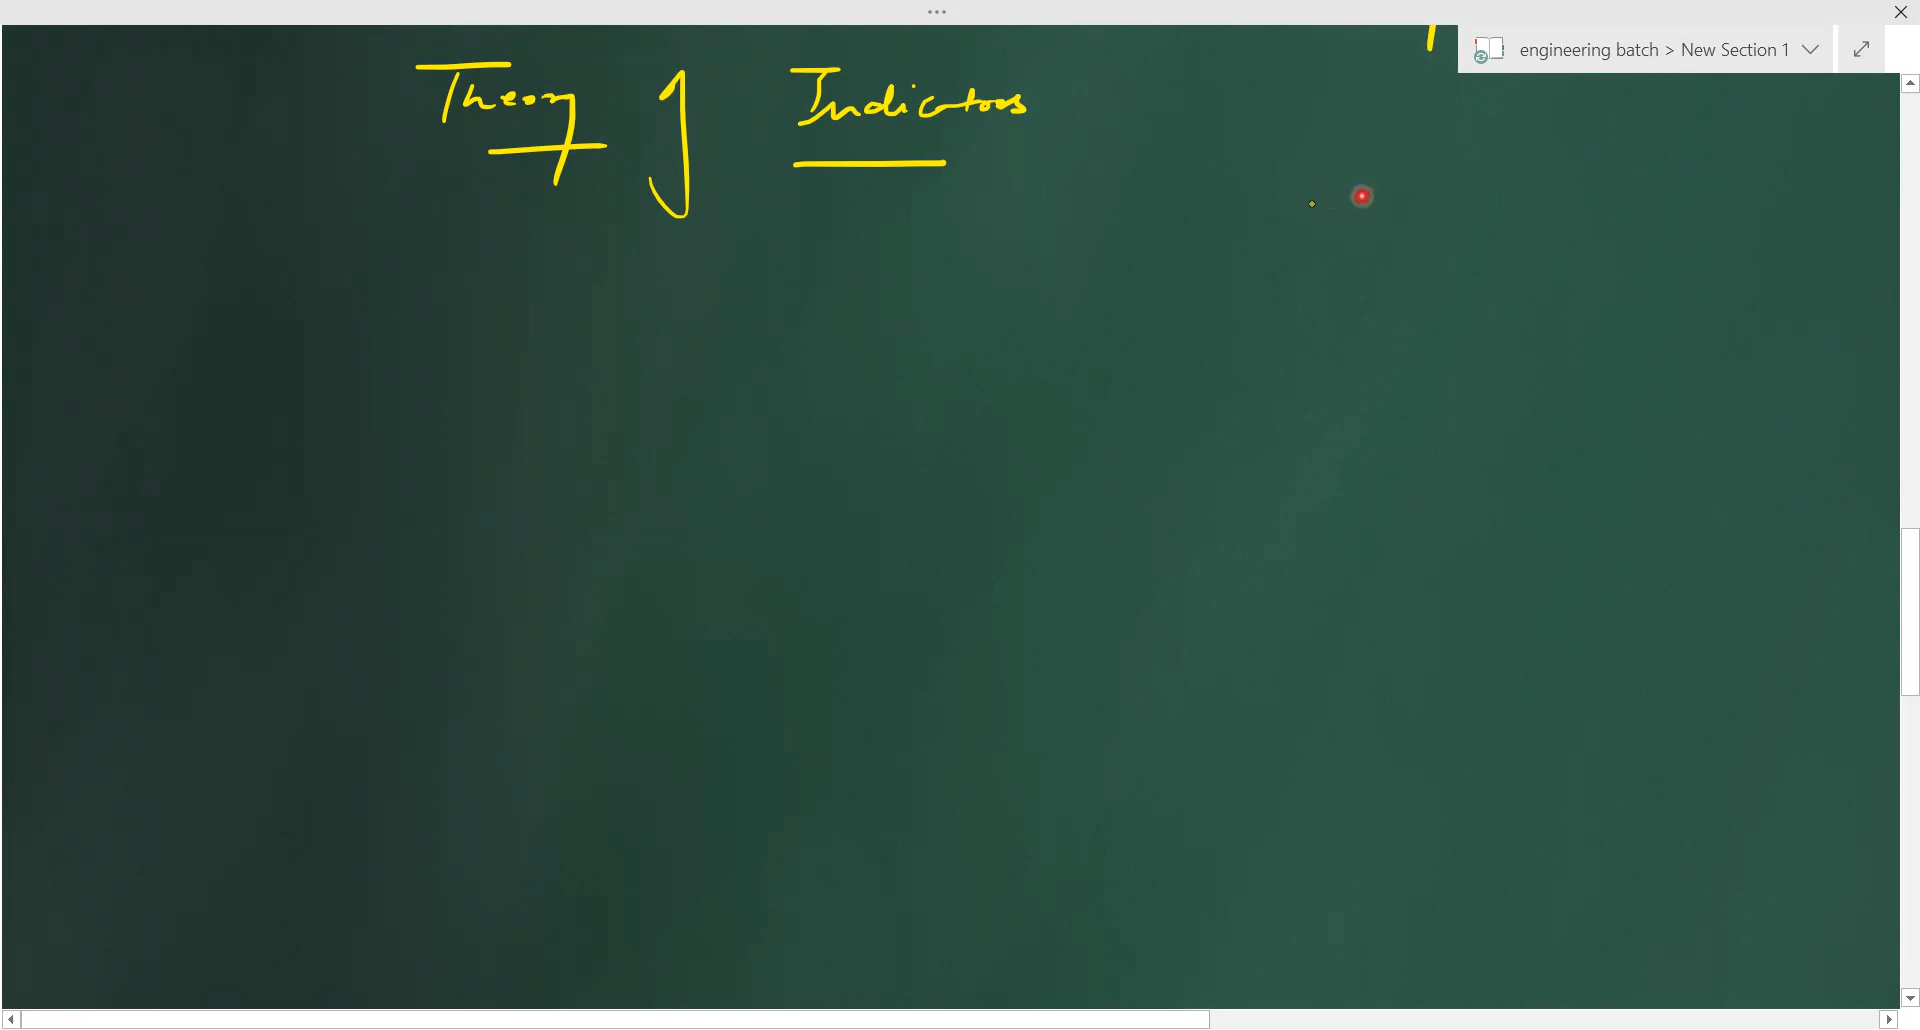 engineering batch > New Section 1
Theory of Indicators